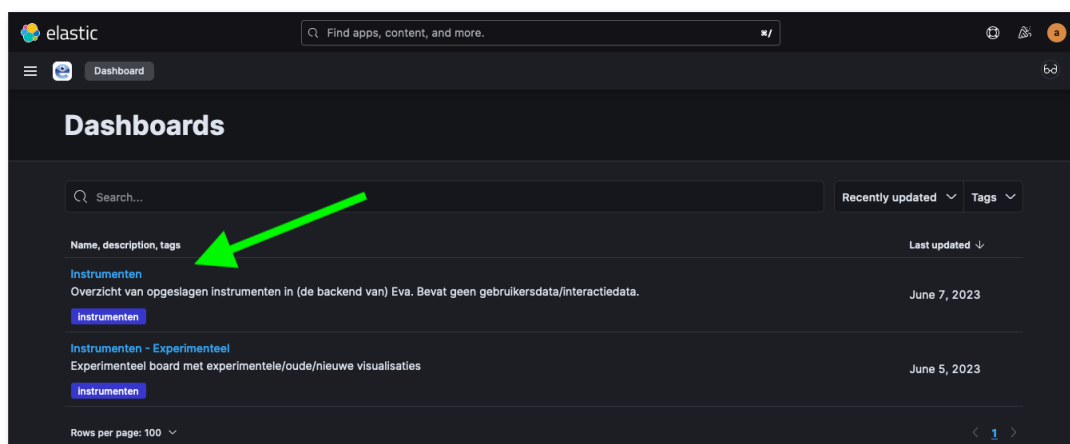 elastic
Find apps, content, and more.
⌘/
a
Dashboard
Dashboards
Search...
Recently updated
Tags
Name, description, tags
Last updated ↓
Instrumenten
Overzicht van opgeslagen instrumenten in (de backend van) Eva. Bevat geen gebruikersdata/interactiedata.
June 7, 2023
instrumenten
Instrumenten - Experimenteel
Experimenteel board met experimentele/oude/nieuwe visualisaties
June 5, 2023
instrumenten
Rows per page: 100
< 1 >